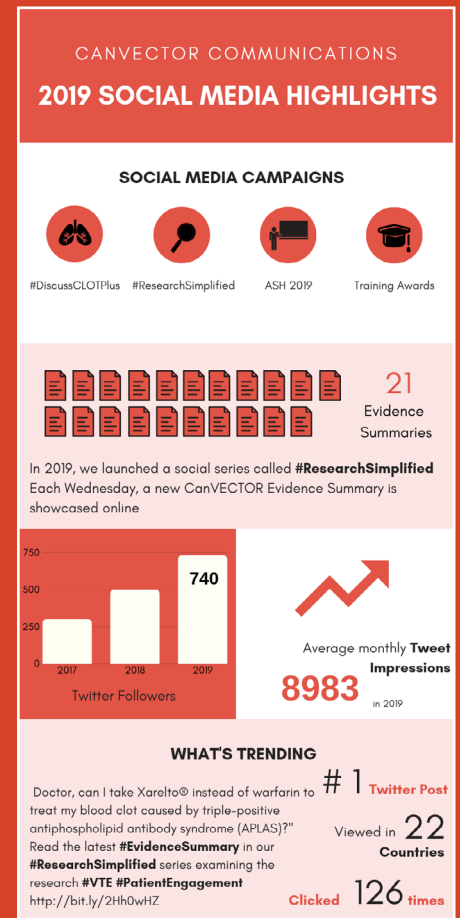 CANVECTOR COMMUNICATIONS
2019 SOCIAL MEDIA HIGHLIGHTS
SOCIAL MEDIA CAMPAIGNS
#DiscussCLOTPlus
#ResearchSimplified
ASH 2019
Training Awards
21
Evidence
Summaries
In 2019, we launched a social series called #ResearchSimplified
Each Wednesday, a new CanVECTOR Evidence Summary is
showcased online
750
500
250
0
740
2017
2018
2019
Twitter Followers
Average monthly Tweet
Impressions
8983
in 2019
WHAT'S TRENDING
Doctor, can I take Xarelto® instead of warfarin to
treat my blood clot caused by triple-positive
antiphospholipid antibody syndrome (APLAS)?"
Read the latest #EvidenceSummary in our
#ResearchSimplified series examining the
research #VTE #PatientEngagement
http://bit.ly/2Hh0wHZ
# 1 Twitter Post
Viewed in 22
Countries
Clicked 126 times